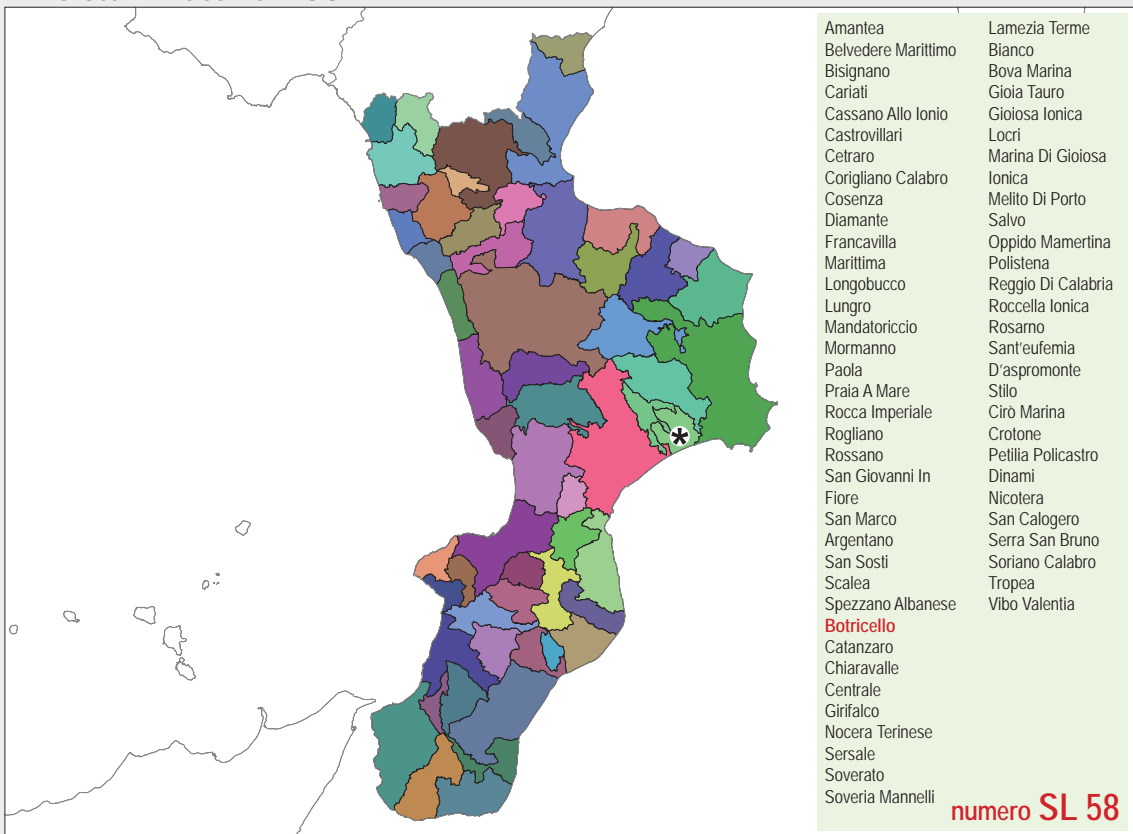 Amantea
Belvedere Marittimo
Bisignano
Cariati
Cassano Allo Ionio
Castrovillari
Cetraro
Corigliano Calabro
Cosenza
Diamante
Francavilla
Marittima
Longobucco
Lungro
Mandatoriccio
Mormanno
Paola
Praia A Mare
Rocca Imperiale
Rogliano
Rossano
San Giovanni In
Fiore
San Marco
Argentano
San Sosti
Scalea
Spezzano Albanese
Botricello
Catanzaro
Chiaravalle
Centrale
Girifalco
Nocera Terinese
Sersale
Soverato
Soveria Mannelli
Lamezia Terme
Bianco
Bova Marina
Gioia Tauro
Gioiosa Ionica
Locri
Marina Di Gioiosa
Ionica
Melito Di Porto
Salvo
Oppido Mamertina
Polistena
Reggio Di Calabria
Roccella Ionica
Rosarno
Sant'eufemia
D'aspromonte
Stilo
Cirò Marina
Crotone
Petilia Policastro
Dinami
Nicotera
San Calogero
Serra San Bruno
Soriano Calabro
Tropea
Vibo Valentia
numero SL 58
*